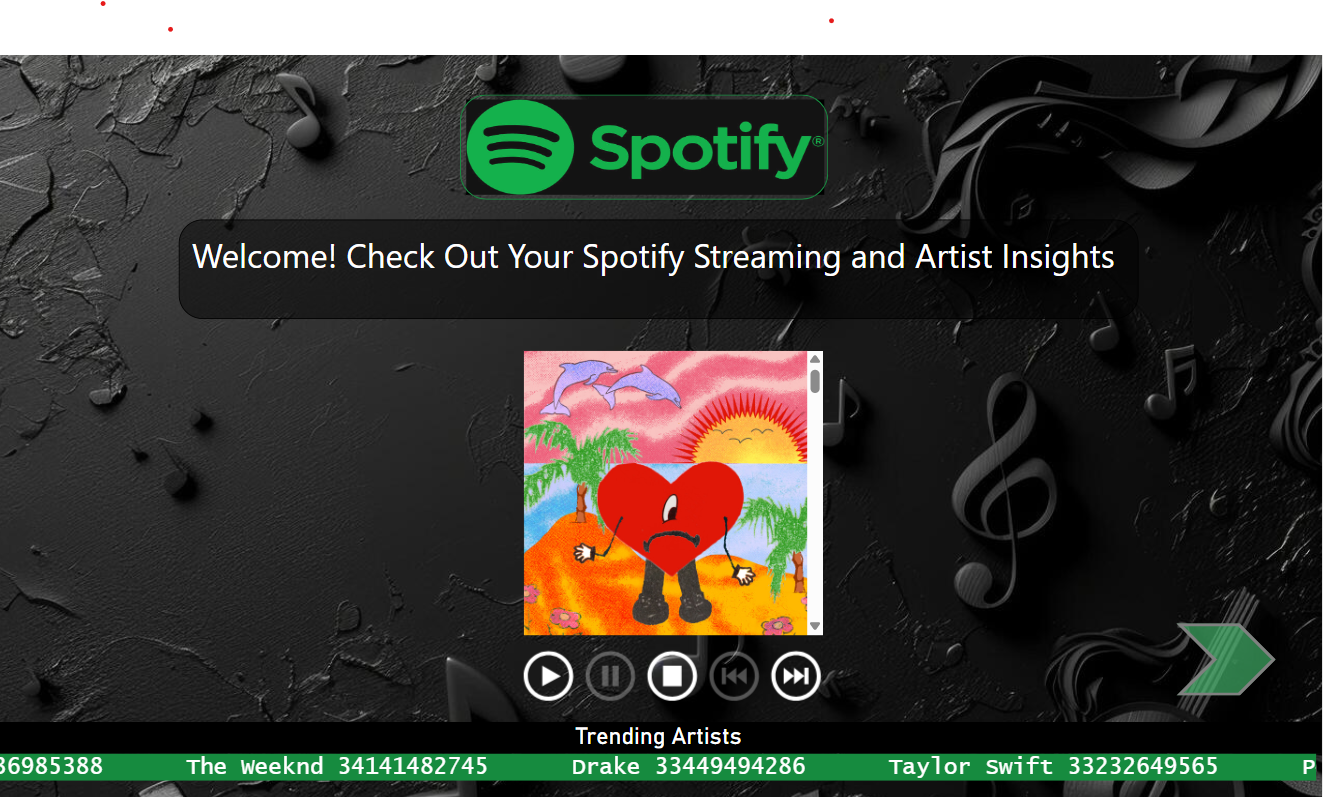 Spotify®
Welcome! Check Out Your Spotify Streaming and Artist Insights
Trending Artists
36985388 The Weeknd 34141482745 Drake 33449494286 Taylor Swift 33232649565 P